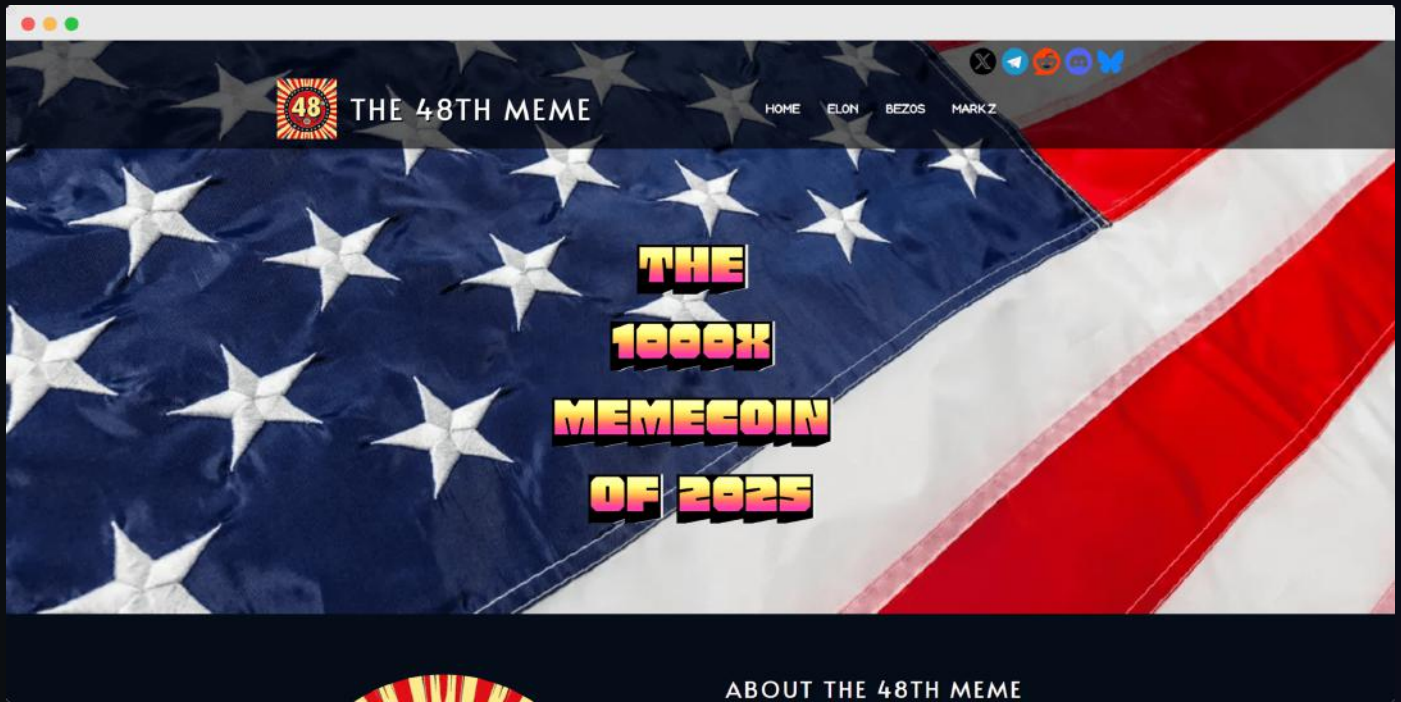 48
THE 48TH MEME
HOME ELON BEZOS MARK Z
THE
1000X
MEMECOIN
OF 2025
ABOUT THE 48TH MEME